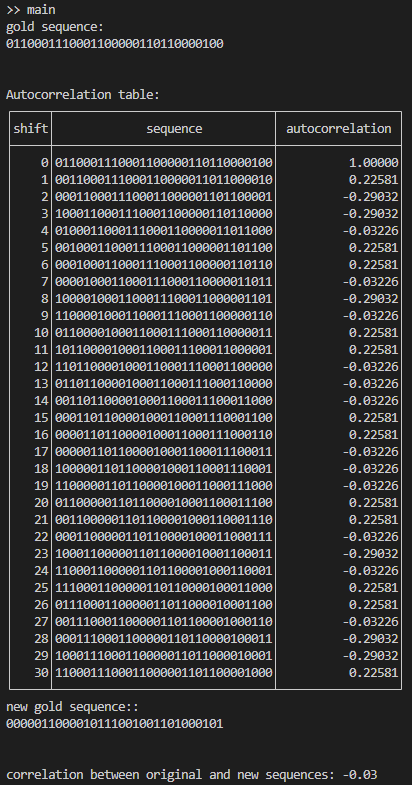 >> main
gold sequence:
0110001110001100000110110000100
Autocorrelation table:
shift sequence autocorrelation
0 0110001110001100000110110000100 1.00000
1 0011000111000110000011011000010 0.22581
2 0001100011100011000001101100001 -0.29032
3 1000110001110001100000110110000 -0.29032
4 0100011000111000110000011011000 -0.03226
5 0010001100011100011000001101100 0.22581
6 0001000110001110001100000110110 0.22581
7 0000100011000111000110000011011 -0.03226
8 1000010001100011100011000001101 -0.29032
9 1100001000110001110001100000110 -0.03226
10 0110000100011000111000110000011 0.22581
11 1011000010001100011100011000001 0.22581
12 1101100001000110001110001100000 -0.03226
13 0110110000100011000111000110000 -0.03226
14 0011011000010001100011100011000 -0.03226
15 0001101100001000110001110001100 0.22581
16 0000110110000100011000111000110 0.22581
17 0000011011000010001100011100011 -0.03226
18 1000001101100001000110001110001 -0.03226
19 1100000110110000100011000111000 -0.03226
20 0110000011011000010001100011100 0.22581
21 0011000001101100001000110001110 0.22581
22 0001100000110110000100011000111 -0.03226
23 1000110000011011000010001100011 -0.29032
24 1100011000001101100001000110001 -0.03226
25 1110001100000110110000100011000 0.22581
26 0111000110000011011000010001100 0.22581
27 0011100011000001101100001000110 -0.03226
28 0001110001100000110110000100011 -0.29032
29 1000111000110000011011000010001 -0.29032
30 1100011100011000001101100001000 0.22581
new gold sequence::
0000011000010111001001101000101
correlation between original and new sequences: -0.03